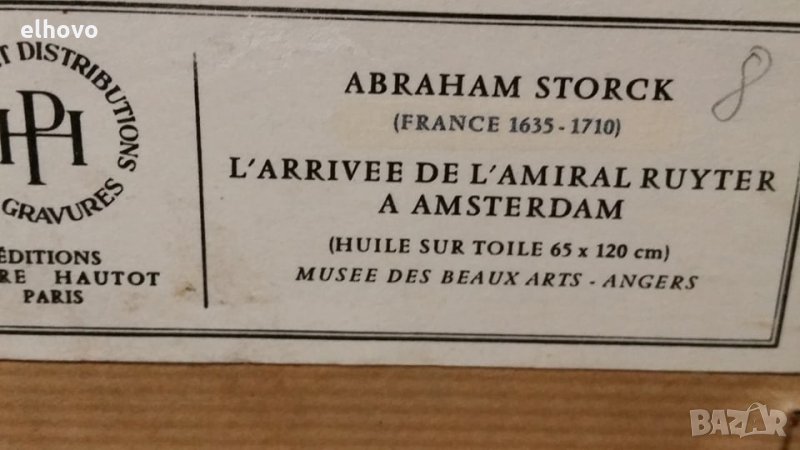 elhovo
T DISTRIBUTIONS
HPH
GRAVURES
ÉDITIONS
RE HAUTOT
PARIS
ABRAHAM STORCK
8
(FRANCE 1635 - 1710)
L'ARRIVEE DE L'AMIRAL RUYTER
A AMSTERDAM
(HUILE SUR TOILE 65 x 120 cm)
MUSEE DES BEAUX ARTS - ANGERS
BAZAR